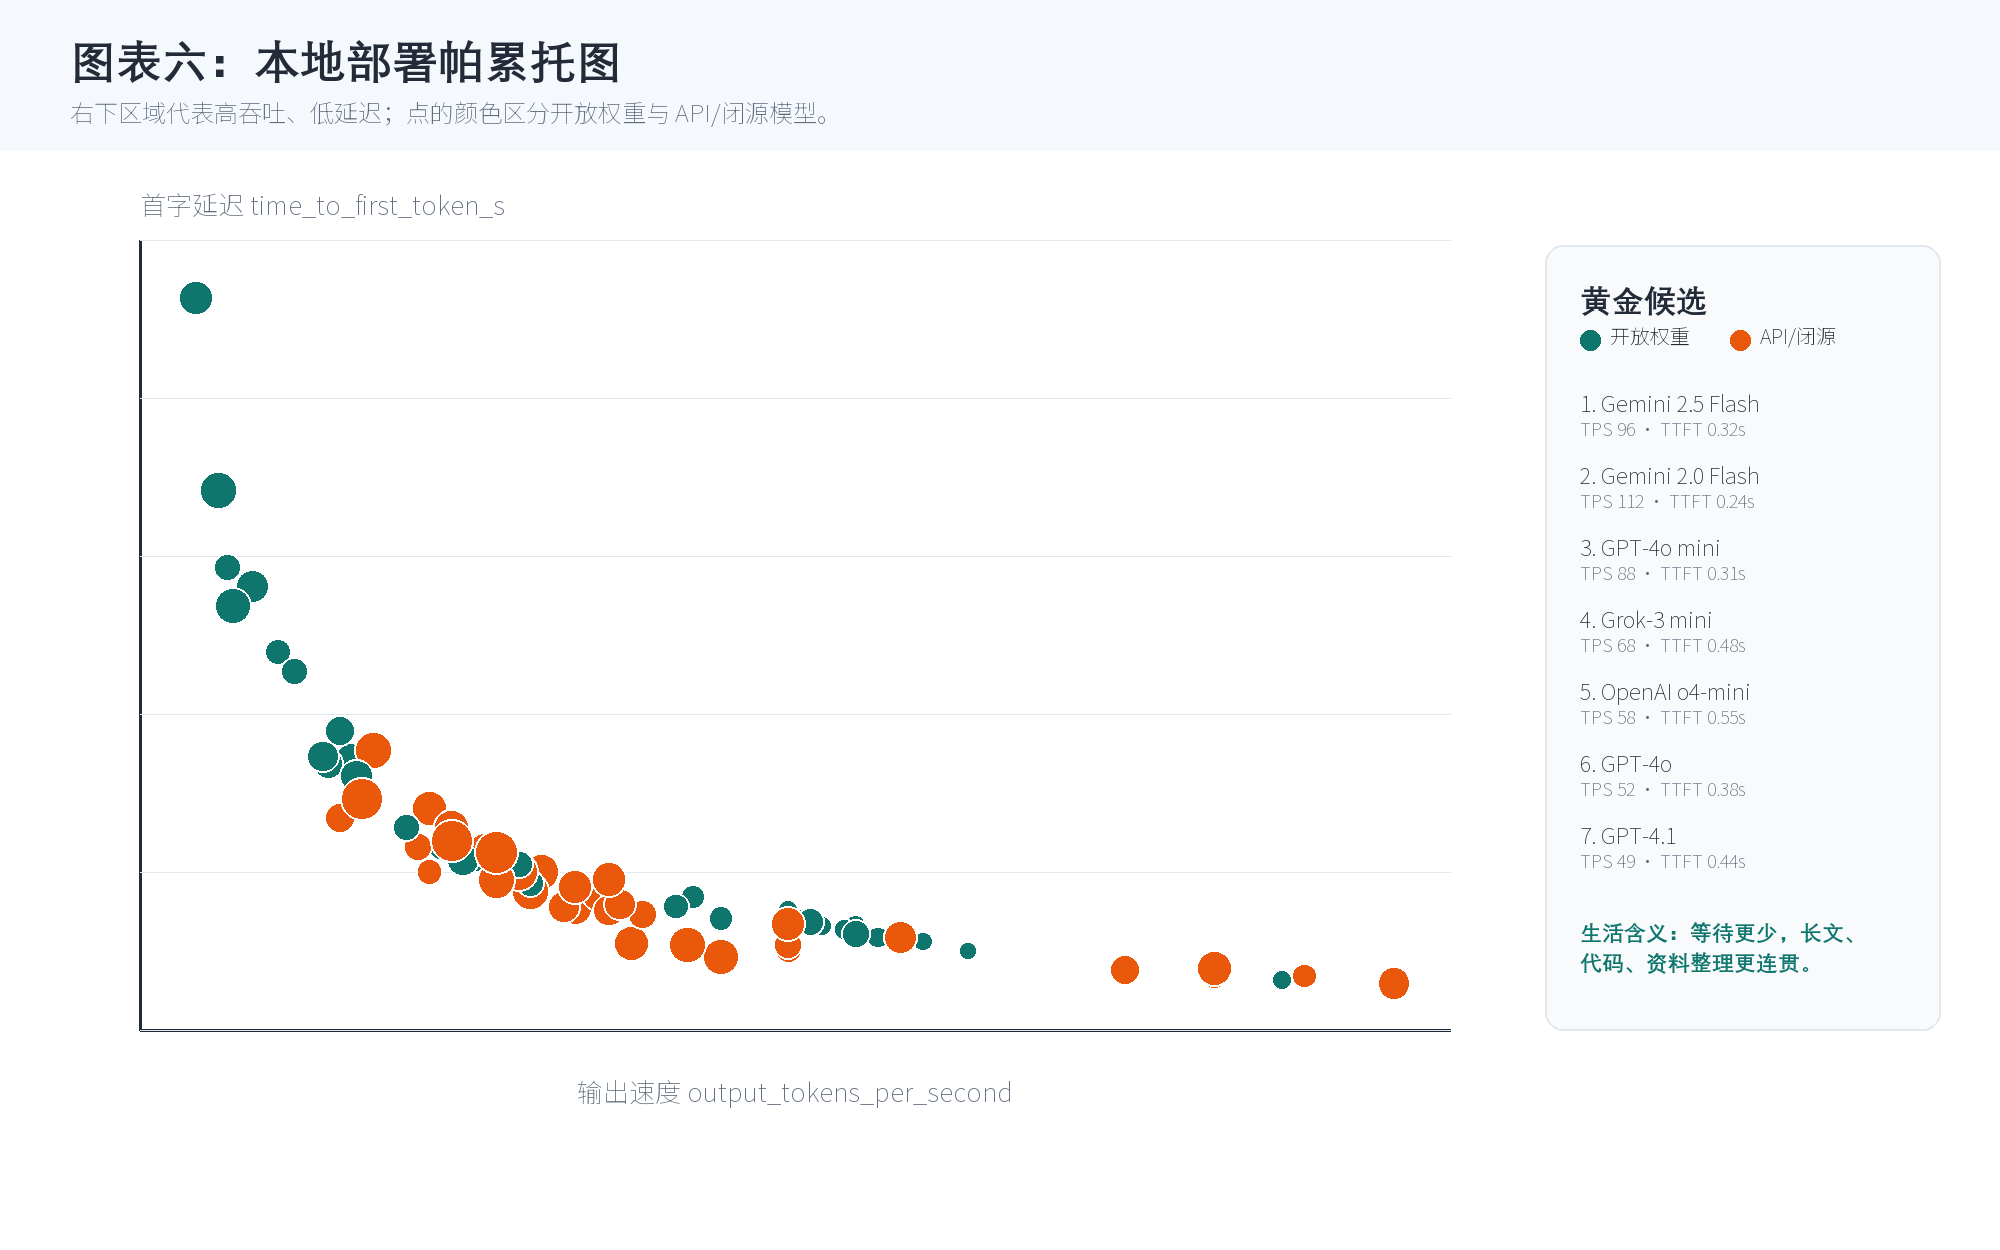 图表六：本地部署帕累托图
右下区域代表高吞吐、低延迟；点的颜色区分开放权重与 API/闭源模型。
首字延迟 time_to_first_token_s
输出速度 output_tokens_per_second
黄金候选
开放权重 API/闭源
1. Gemini 2.5 Flash
TPS 96 · TTFT 0.32s
2. Gemini 2.0 Flash
TPS 112 · TTFT 0.24s
3. GPT-4o mini
TPS 88 · TTFT 0.31s
4. Grok-3 mini
TPS 68 · TTFT 0.48s
5. OpenAI o4-mini
TPS 58 · TTFT 0.55s
6. GPT-4o
TPS 52 · TTFT 0.38s
7. GPT-4.1
TPS 49 · TTFT 0.44s
生活含义：等待更少，长文、
代码、资料整理更连贯。